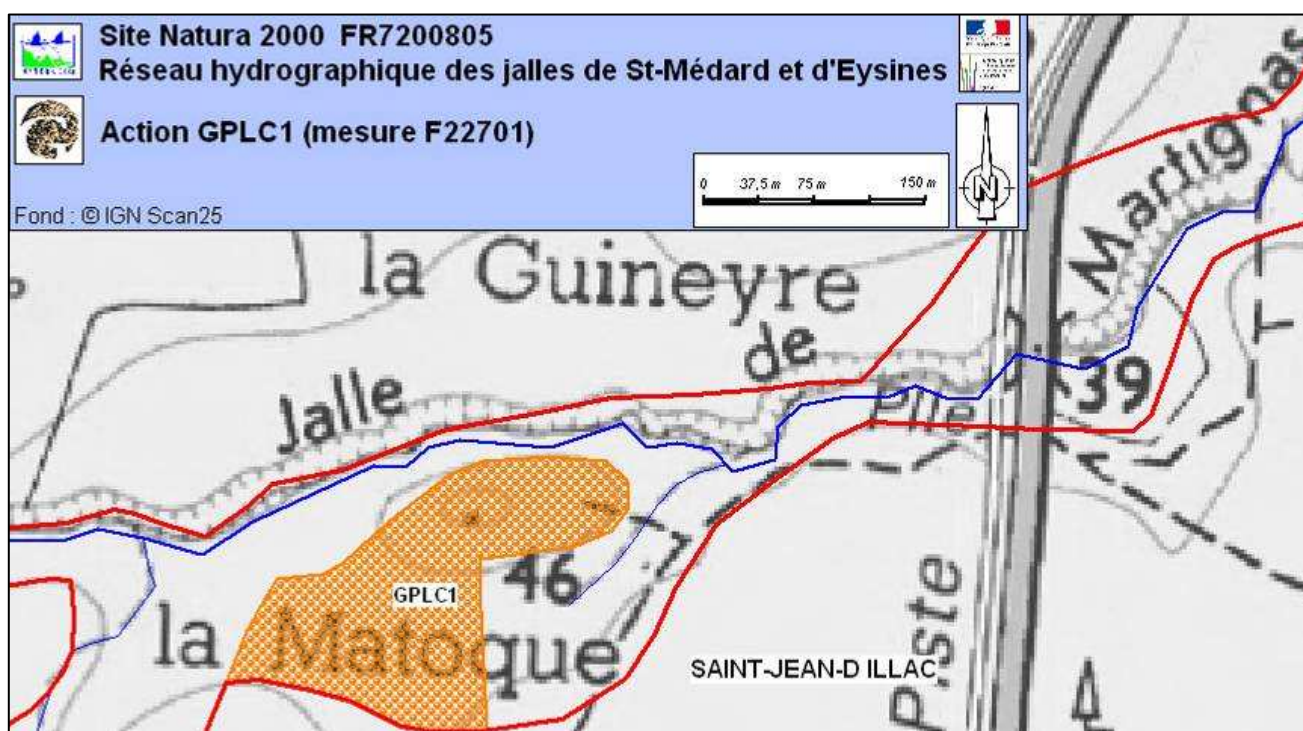 Site Natura 2000 FR7200805
Réseau hydrographique des jalles de St-Médard et d'Eysines
Action GPLC1 (mesure F22701)
0 37,5 m 75 m 150 m
N
Fond : © IGN Scan25
la Guineyre
Jalle de Martignas
Pile
39
46
GPLC1
la Matoque
SAINT-JEAN-D ILLAC
Piste